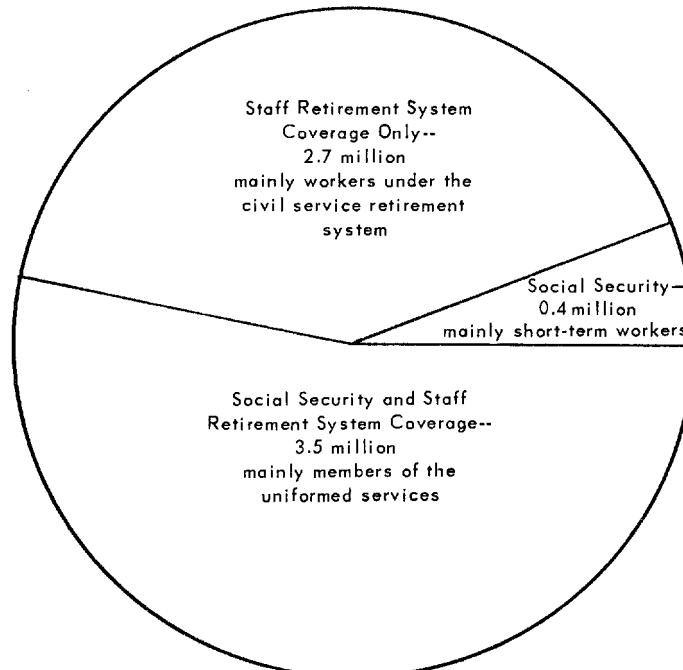 Staff Retirement System
Coverage Only--
2.7 million
mainly workers under the
civil service retirement
system
Social Security—
0.4 million
mainly short-term workers
Social Security and Staff
Retirement System Coverage--
3.5 million
mainly members of the
uniformed services